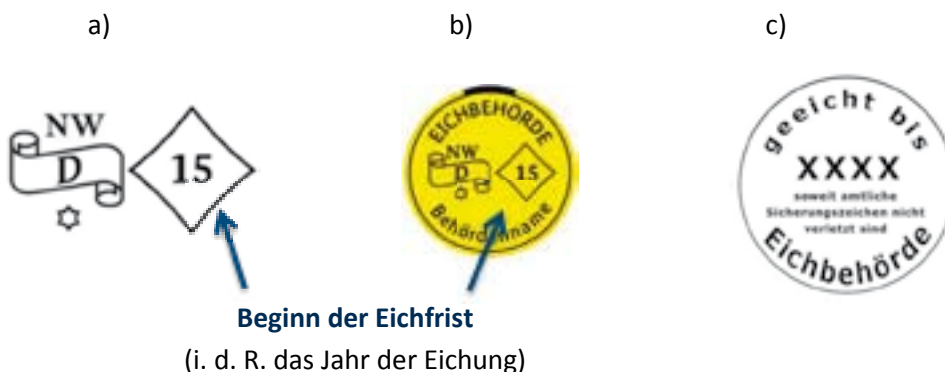 a) b) c)
NW
D
15
EICHBEHÖRDE
NW
D
15
Behördenname
geeicht bis
XXXX
soweit amtliche
Sicherungszeichen nicht
verletzt sind
Eichbehörde
Beginn der Eichfrist
(i. d. R. das Jahr der Eichung)